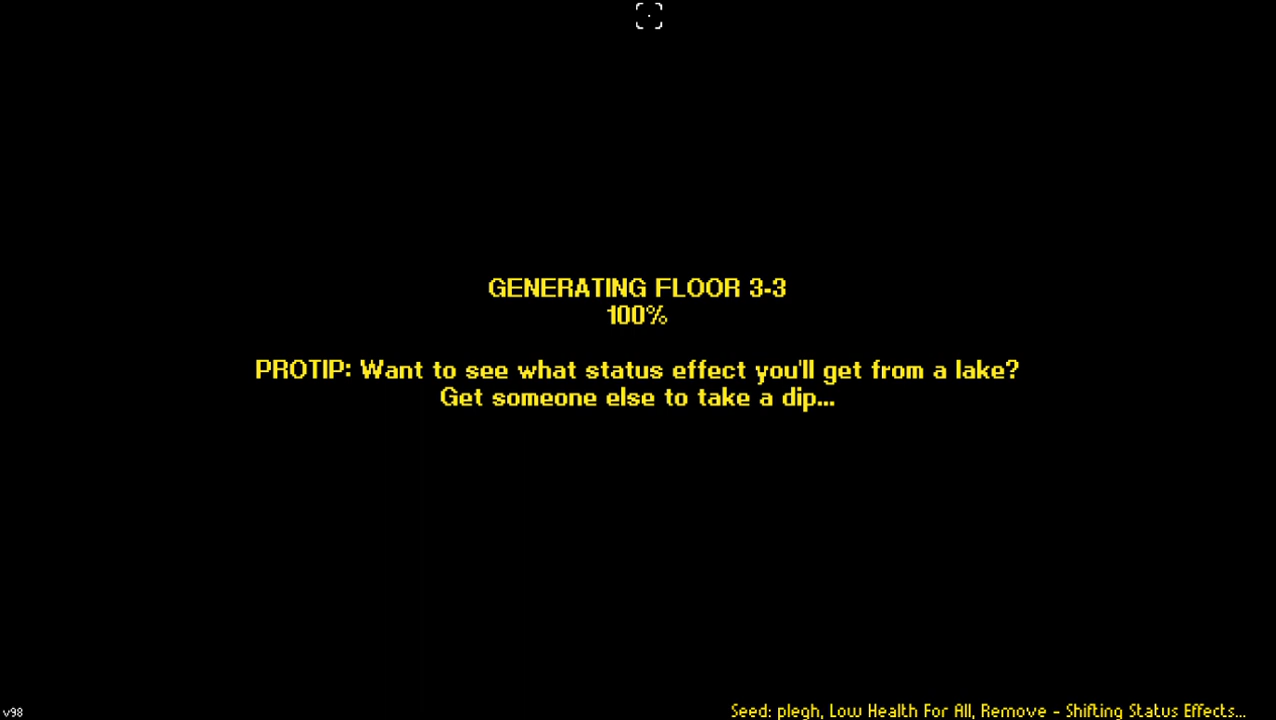 GENERATING FLOOR 3-3
100%
PROTIP: Want to see what status effect you'll get from a lake?
Get someone else to take a dip...
v98
Seed: plegh, Low Health For All, Remove - Shifting Status Effects...